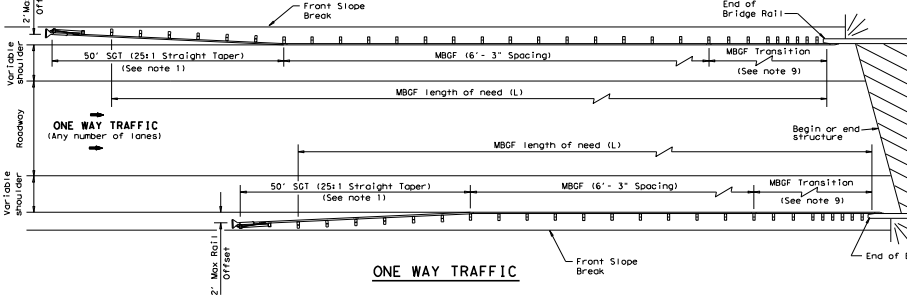 2' Max
Front Slope
Break
End of
Bridge Rail
Variable
shoulder
50' SGT (25:1 Straight Taper)
(See note 1)
MBGF (6'- 3" Spacing)
MBGF Transition
(See note 9)
MBGF length of need (L)
Roadway
ONE WAY TRAFFIC
(Any number of lanes)
Begin or end
structure
MBGF length of need (L)
Variable
shoulder
50' SGT (25:1 Straight Taper)
(See note 1)
MBGF (6'- 3" Spacing)
MBGF Transition
(See note 9)
2' Max Rail
Offset
Front Slope
Break
End of
ONE WAY TRAFFIC